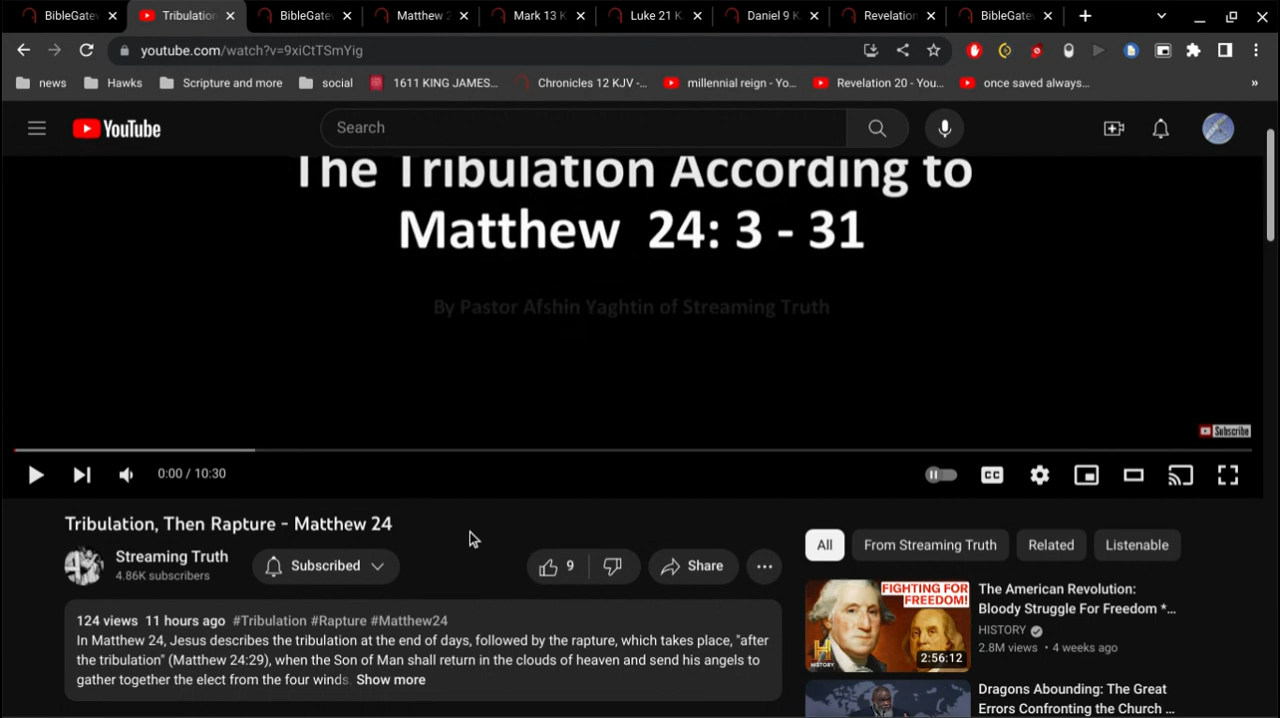 BibleGatew
Tribulation
BibleGatew
Matthew 2
Mark 13 K
Luke 21 K
Daniel 9 K
Revelation
BibleGatew
youtube.com/watch?v=9xiCtTSmYig
news
Hawks
Scripture and more
social
1611 KING JAMES...
Chronicles 12 KJV -...
millennial reign - Yo...
Revelation 20 - You...
once saved always...
»
YouTube
Search
The Tribulation According to
Matthew 24: 3 - 31
By Pastor Afshin Yaghtin of Streaming Truth
Subscribe
0:00 / 10:30
CC
Tribulation, Then Rapture - Matthew 24
Streaming Truth
4.86K subscribers
Subscribed
9
Share
All
From Streaming Truth
Related
Listenable
124 views 11 hours ago #Tribulation #Rapture #Matthew24
In Matthew 24, Jesus describes the tribulation at the end of days, followed by the rapture, which takes place, "after
the tribulation" (Matthew 24:29), when the Son of Man shall return in the clouds of heaven and send his angels to
gather together the elect from the four winds. Show more
FIGHTING FOR
FREEDOM!
H
HISTORY
2:56:12
The American Revolution:
Bloody Struggle For Freedom *...
HISTORY
2.8M views • 4 weeks ago
Dragons Abounding: The Great
Errors Confronting the Church ...